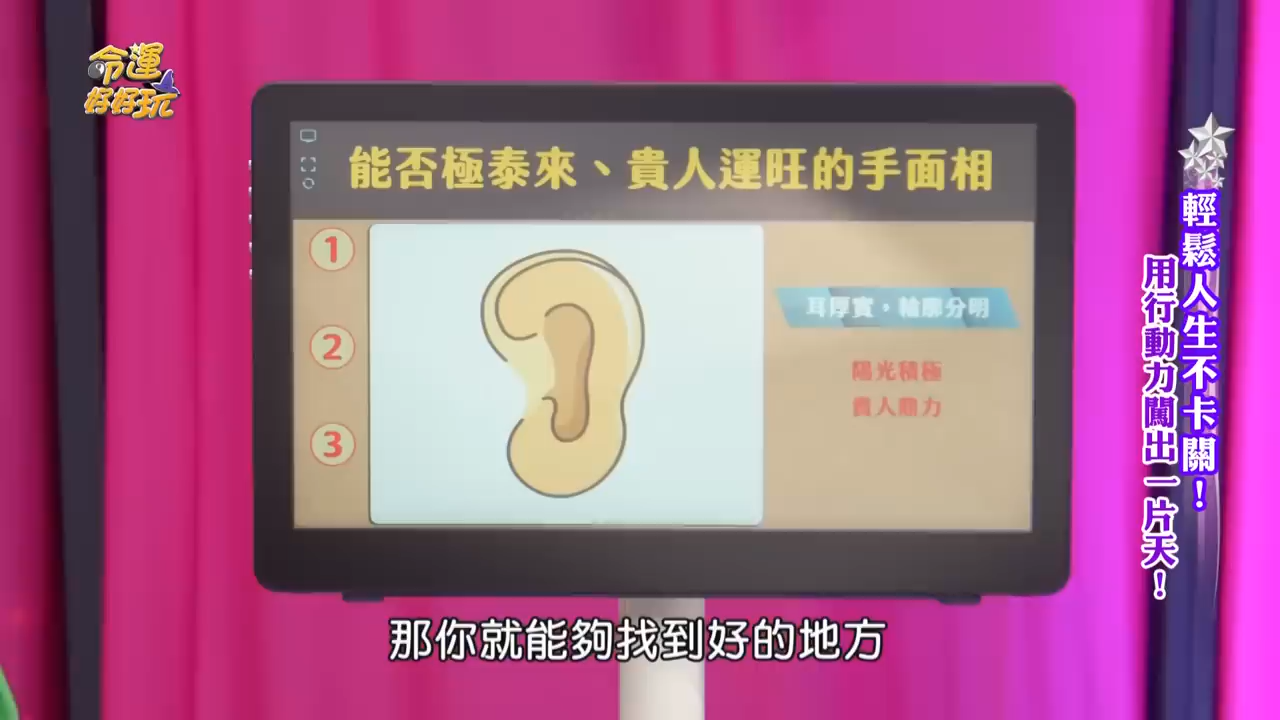 命運
好好玩
能否極泰來、貴人運旺的手面相
1
2
3
耳厚實，輪廓分明
陽光積極
貴人鼎力
輕鬆人生不卡關！
用行動力闖出一片天！
那你就能夠找到好的地方